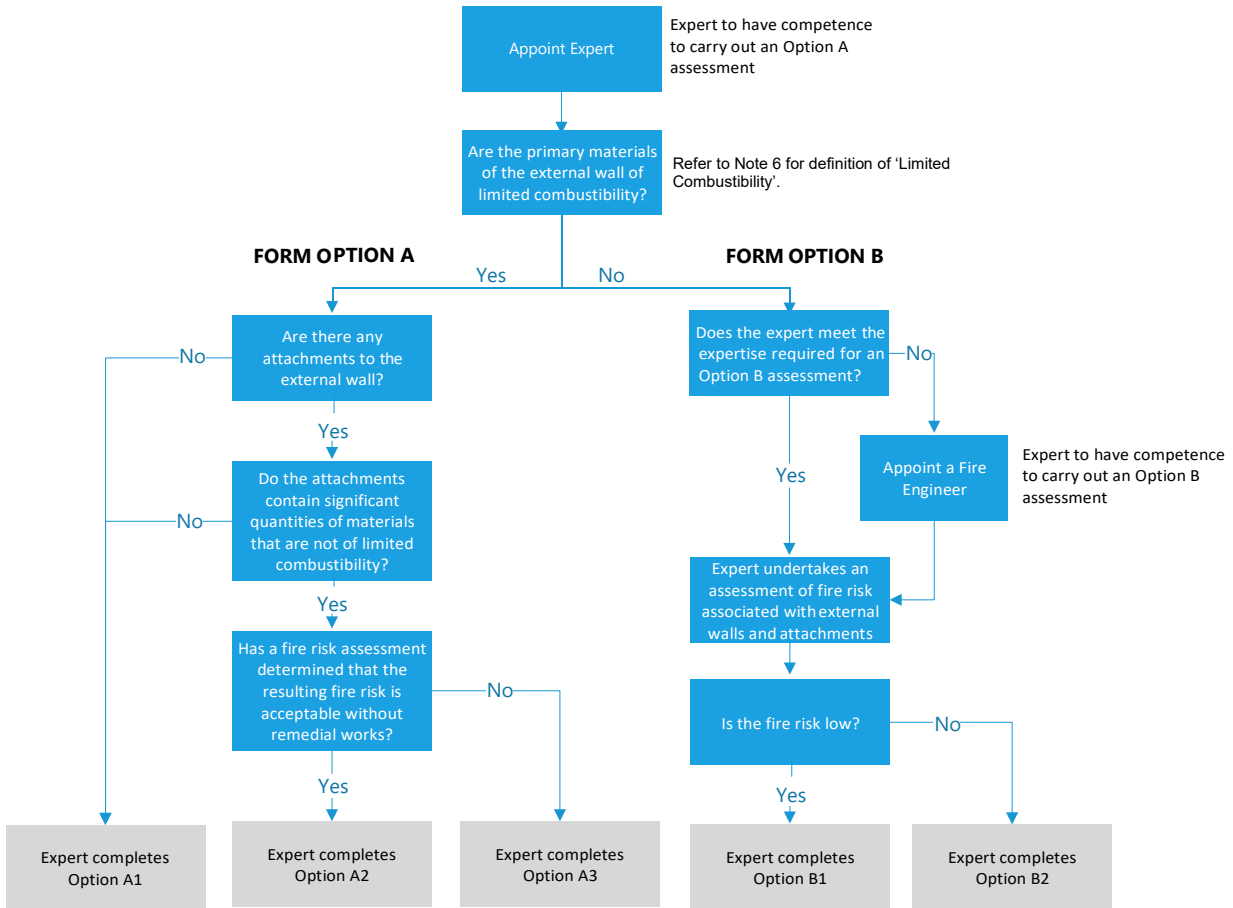 Appoint Expert
Expert to have competence
to carry out an Option A
assessment
Are the primary materials
of the external wall of
limited combustibility?
Refer to Note 6 for definition of ‘Limited
Combustibility’.
FORM OPTION A
FORM OPTION B
Yes
No
Are there any
attachments to the
external wall?
No
Yes
Do the attachments
contain significant
quantities of materials
that are not of limited
combustibility?
No
Yes
Has a fire risk assessment
determined that the
resulting fire risk is
acceptable without
remedial works?
No
Yes
Does the expert meet the
expertise required for an
Option B assessment?
No
Yes
Appoint a Fire
Engineer
Expert to have competence
to carry out an Option B
assessment
Expert undertakes an
assessment of fire risk
associated with external
walls and attachments
Is the fire risk low?
No
Yes
Expert completes
Option A1
Expert completes
Option A2
Expert completes
Option A3
Expert completes
Option B1
Expert completes
Option B2